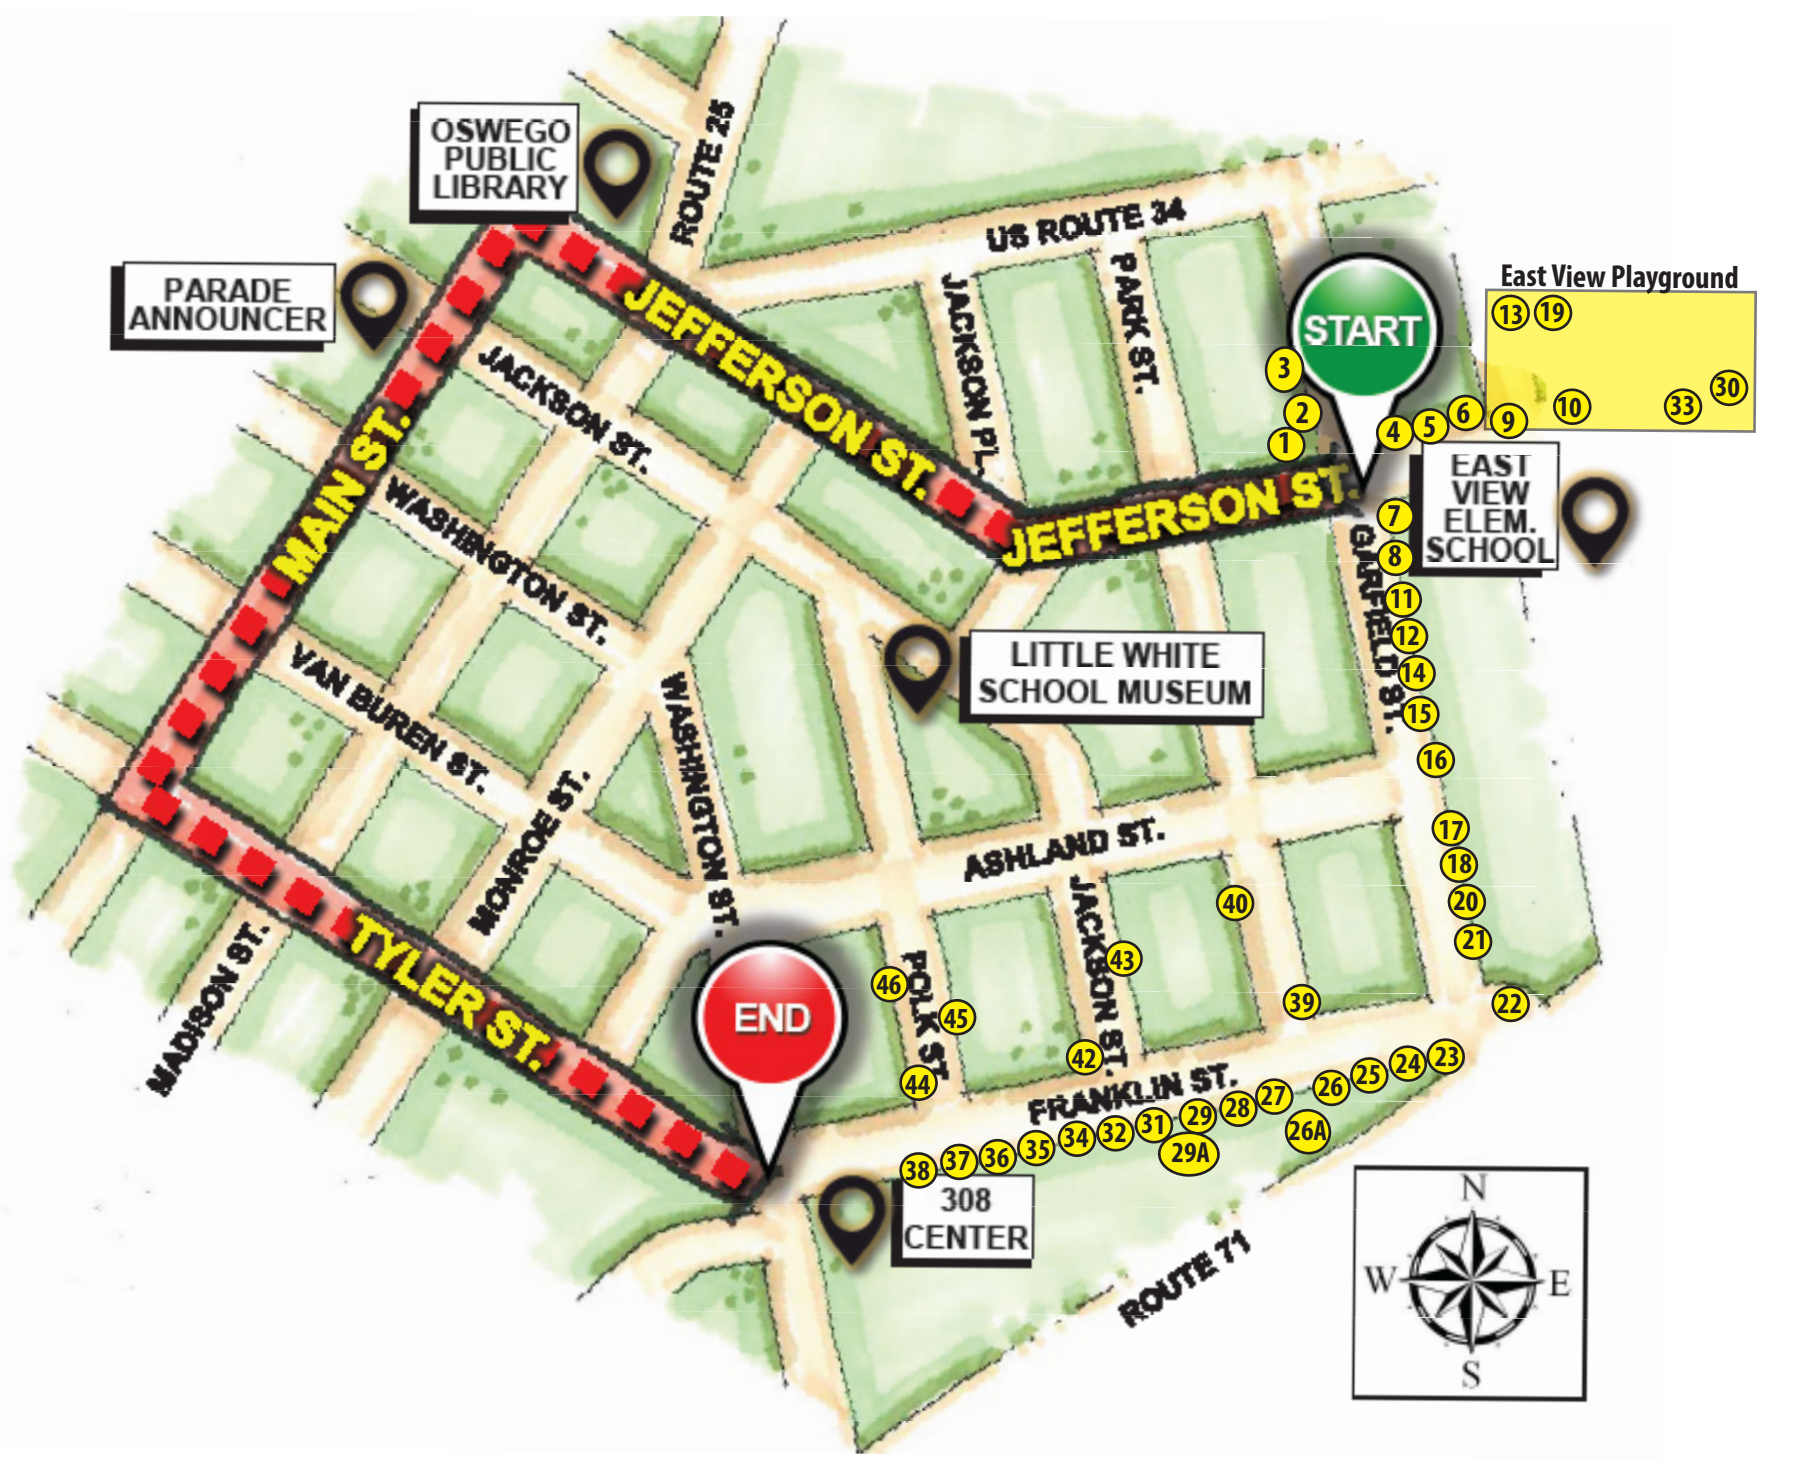 OSWEGO
PUBLIC
LIBRARY
ROUTE 25
US ROUTE 34
PARADE
ANNOUNCER
JEFFERSON ST.
JACKSON PL.
PARK ST.
START
East View Playground
13
19
30
10
33
3
2
1
4
5
6
9
JACKSON ST.
MAIN ST.
WASHINGTON ST.
JEFFERSON ST.
EAST
VIEW
ELEM.
SCHOOL
7
8
GARFIELD ST.
11
12
14
15
16
LITTLE WHITE
SCHOOL MUSEUM
VAN BUREN ST.
WASHINGTON ST.
MONROE ST.
ASHLAND ST.
17
18
20
21
22
40
JACKSON ST.
43
39
TYLER ST.
MADISON ST.
END
46
POLK ST.
45
44
42
FRANKLIN ST.
23
24
25
26
26A
27
28
29
29A
31
32
34
35
36
37
38
308
CENTER
ROUTE 71
N
W
E
S